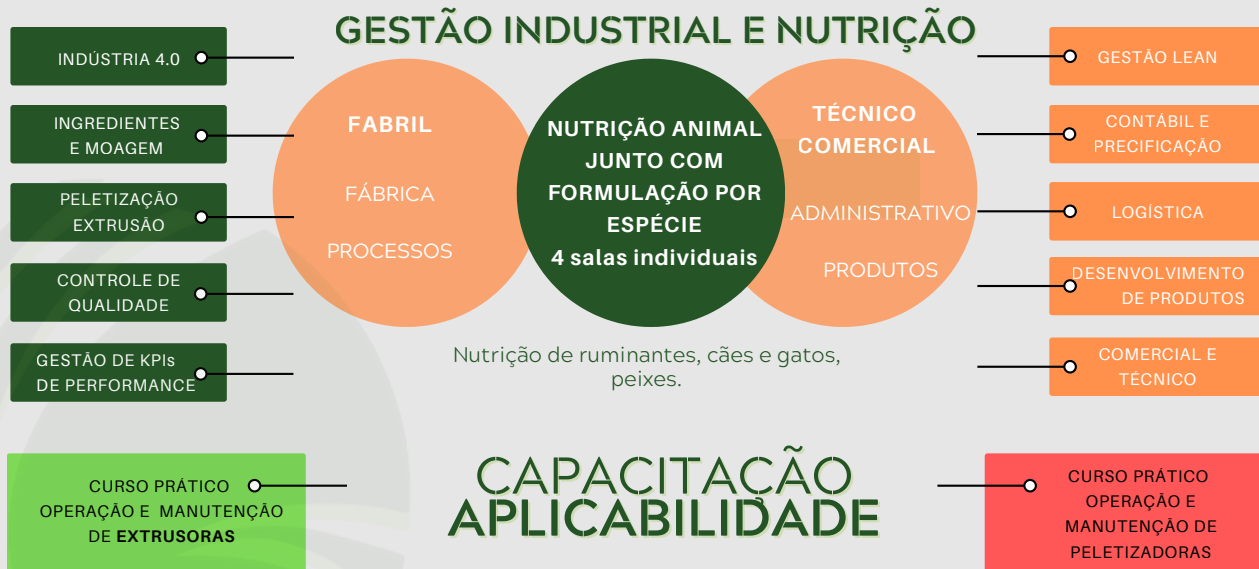 GESTÃO INDUSTRIAL E NUTRIÇÃO
INDÚSTRIA 4.0
INGREDIENTES
E MOAGEM
PELETIZAÇÃO
EXTRUSÃO
CONTROLE DE
QUALIDADE
GESTÃO DE KPIs
DE PERFORMANCE
FABRIL
FÁBRICA
PROCESSOS
NUTRIÇÃO ANIMAL
JUNTO COM
FORMULAÇÃO POR
ESPÉCIE
4 salas individuais
TÉCNICO
COMERCIAL
ADMINISTRATIVO
PRODUTOS
GESTÃO LEAN
CONTÁBIL E
PRECIFICAÇÃO
LOGÍSTICA
DESENVOLVIMENTO
DE PRODUTOS
COMERCIAL E
TÉCNICO
Nutrição de ruminantes, cães e gatos,
peixes.
CURSO PRÁTICO
OPERAÇÃO E MANUTENÇÃO
DE EXTRUSORAS
CAPACITAÇÃO
APLICABILIDADE
CURSO PRÁTICO
OPERAÇÃO E
MANUTENÇÃO DE
PELETIZADORAS